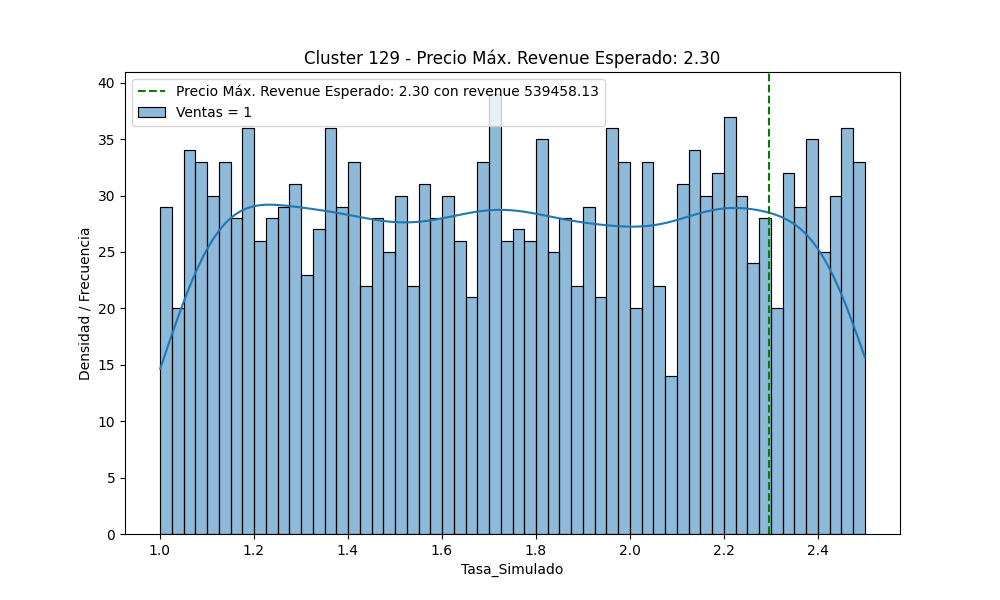 Cluster 129 - Precio Máx. Revenue Esperado: 2.30
Precio Máx. Revenue Esperado: 2.30 con revenue 539458.13
Ventas = 1
Densidad / Frecuencia
40
35
30
25
20
15
10
5
0
1.0 1.2 1.4 1.6 1.8 2.0 2.2 2.4
Tasa_Simulado